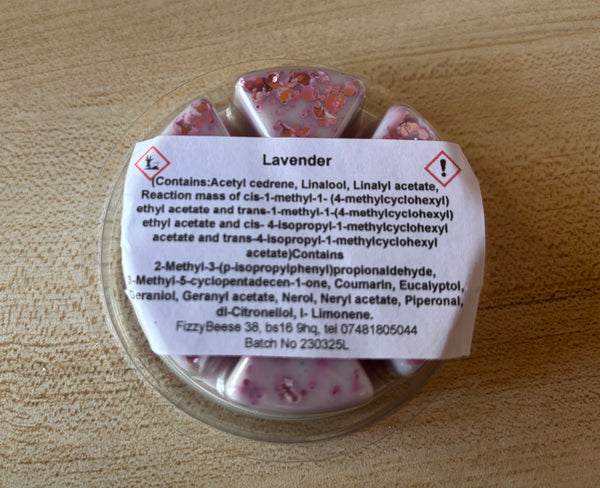 Lavender
(Contains:Acetyl cedrene, Linalool, Linalyl acetate,
Reaction mass of cis-1-methyl-1- (4-methylcyclohexyl)
ethyl acetate and trans-1-methyl-1-(4-methylcyclohexyl)
ethyl acetate and cis- 4-isopropyl-1-methylcyclohexyl
acetate and trans-4-isopropyl-1-methylcyclohexyl
acetate)Contains
2-Methyl-3-(p-isopropylphenyl)propionaldehyde,
3-Methyl-5-cyclopentadecen-1-one, Coumarin, Eucalyptol,
Geraniol, Geranyl acetate, Nerol, Neryl acetate, Piperonal,
dl-Citronellol, l- Limonene.
FizzyBeese 38, bs16 9hq, tel 07481805044
Batch No 230325L